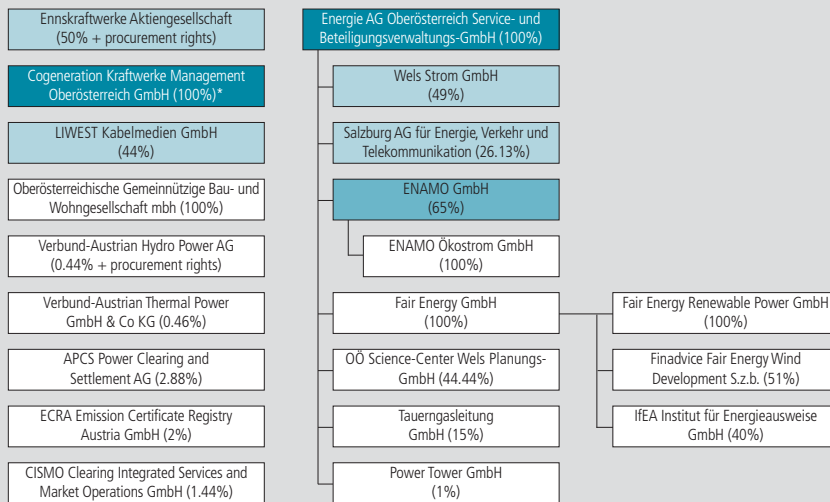 Ennskraftwerke Aktiengesellschaft
(50% + procurement rights)
Cogeneration Kraftwerke Management
Oberösterreich GmbH (100%)*
LIWEST Kabelmedien GmbH
(44%)
Oberösterreichische Gemeinnützige Bau- und
Wohngesellschaft mbh (100%)
Verbund-Austrian Hydro Power AG
(0.44% + procurement rights)
Verbund-Austrian Thermal Power
GmbH & Co KG (0.46%)
APCS Power Clearing and
Settlement AG (2.88%)
ECRA Emission Certificate Registry
Austria GmbH (2%)
CISMO Clearing Integrated Services and
Market Operations GmbH (1.44%)
Energie AG Oberösterreich Service- und
Beteiligungsverwaltungs-GmbH (100%)
Wels Strom GmbH
(49%)
Salzburg AG für Energie, Verkehr und
Telekommunikation (26.13%)
ENAMO GmbH
(65%)
ENAMO Ökostrom GmbH
(100%)
Fair Energy GmbH
(100%)
OÖ Science-Center Wels Planungs-
GmbH (44.44%)
Tauerngasleitung
GmbH (15%)
Power Tower GmbH
(1%)
Fair Energy Renewable Power GmbH
(100%)
Finadvice Fair Energy Wind
Development S.z.b. (51%)
IfEA Institut für Energieausweise
GmbH (40%)